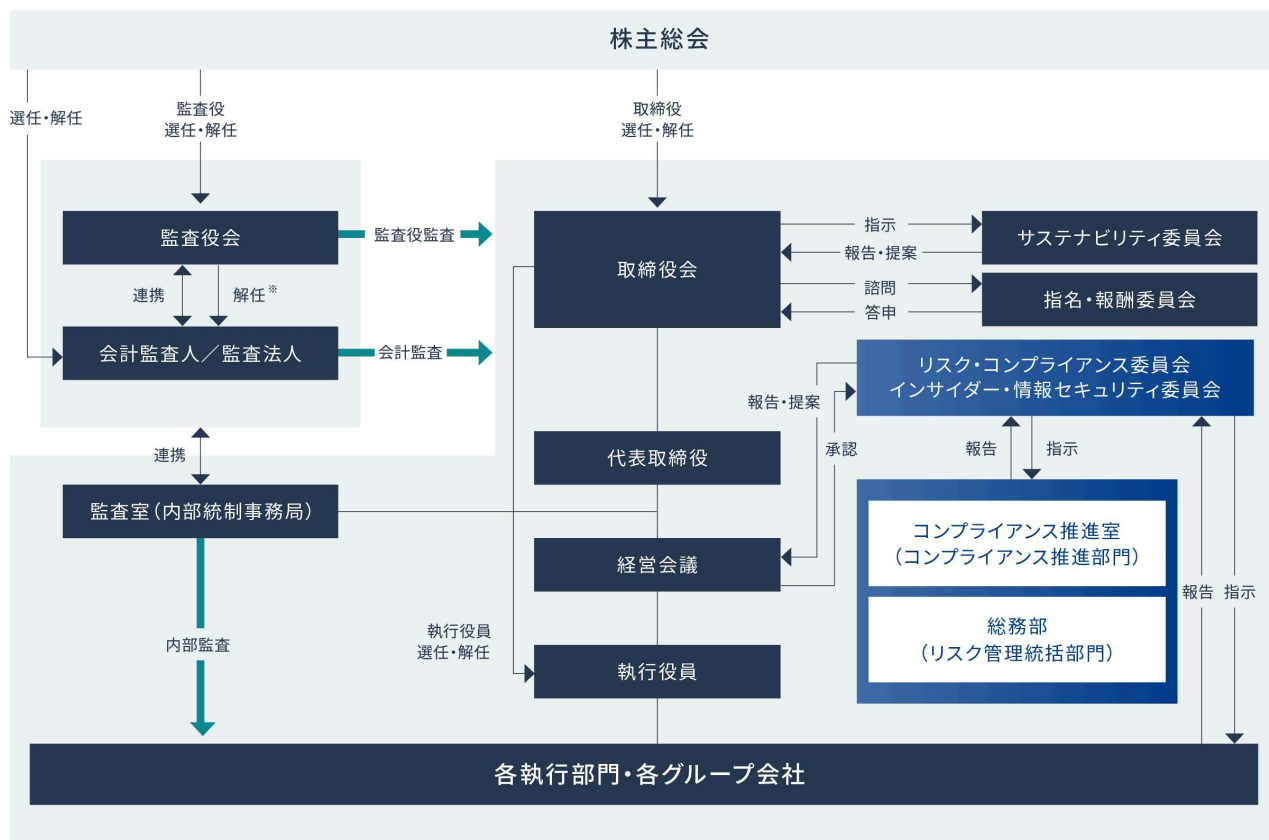 株主総会
選任・解任
監査役
選任・解任
取締役
選任・解任
監査役会
監査役監査
取締役会
指示
報告・提案
サステナビリティ委員会
諮問
答申
指名・報酬委員会
連携
解任※
会計監査人／監査法人
会計監査
リスク・コンプライアンス委員会
インサイダー・情報セキュリティ委員会
報告・提案
承認
報告
指示
連携
代表取締役
監査室（内部統制事務局）
経営会議
コンプライアンス推進室
（コンプライアンス推進部門）
報告
指示
総務部
（リスク管理統括部門）
内部監査
執行役員
選任・解任
執行役員
各執行部門・各グループ会社